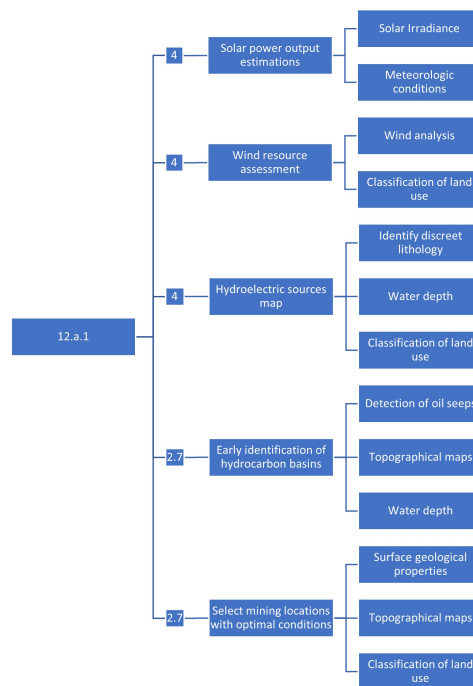 12.a.1
4
Solar power output
estimations
Solar Irradiance
Meteorologic
conditions
4
Wind resource
assessment
Wind analysis
Classification of land
use
4
Hydroelectric sources
map
Identify discreet
lithology
Water depth
Classification of land
use
2.7
Early identification of
hydrocarbon basins
Detection of oil seeps
Topographical maps
Water depth
2.7
Select mining locations
with optimal conditions
Surface geological
properties
Topographical maps
Classification of land
use